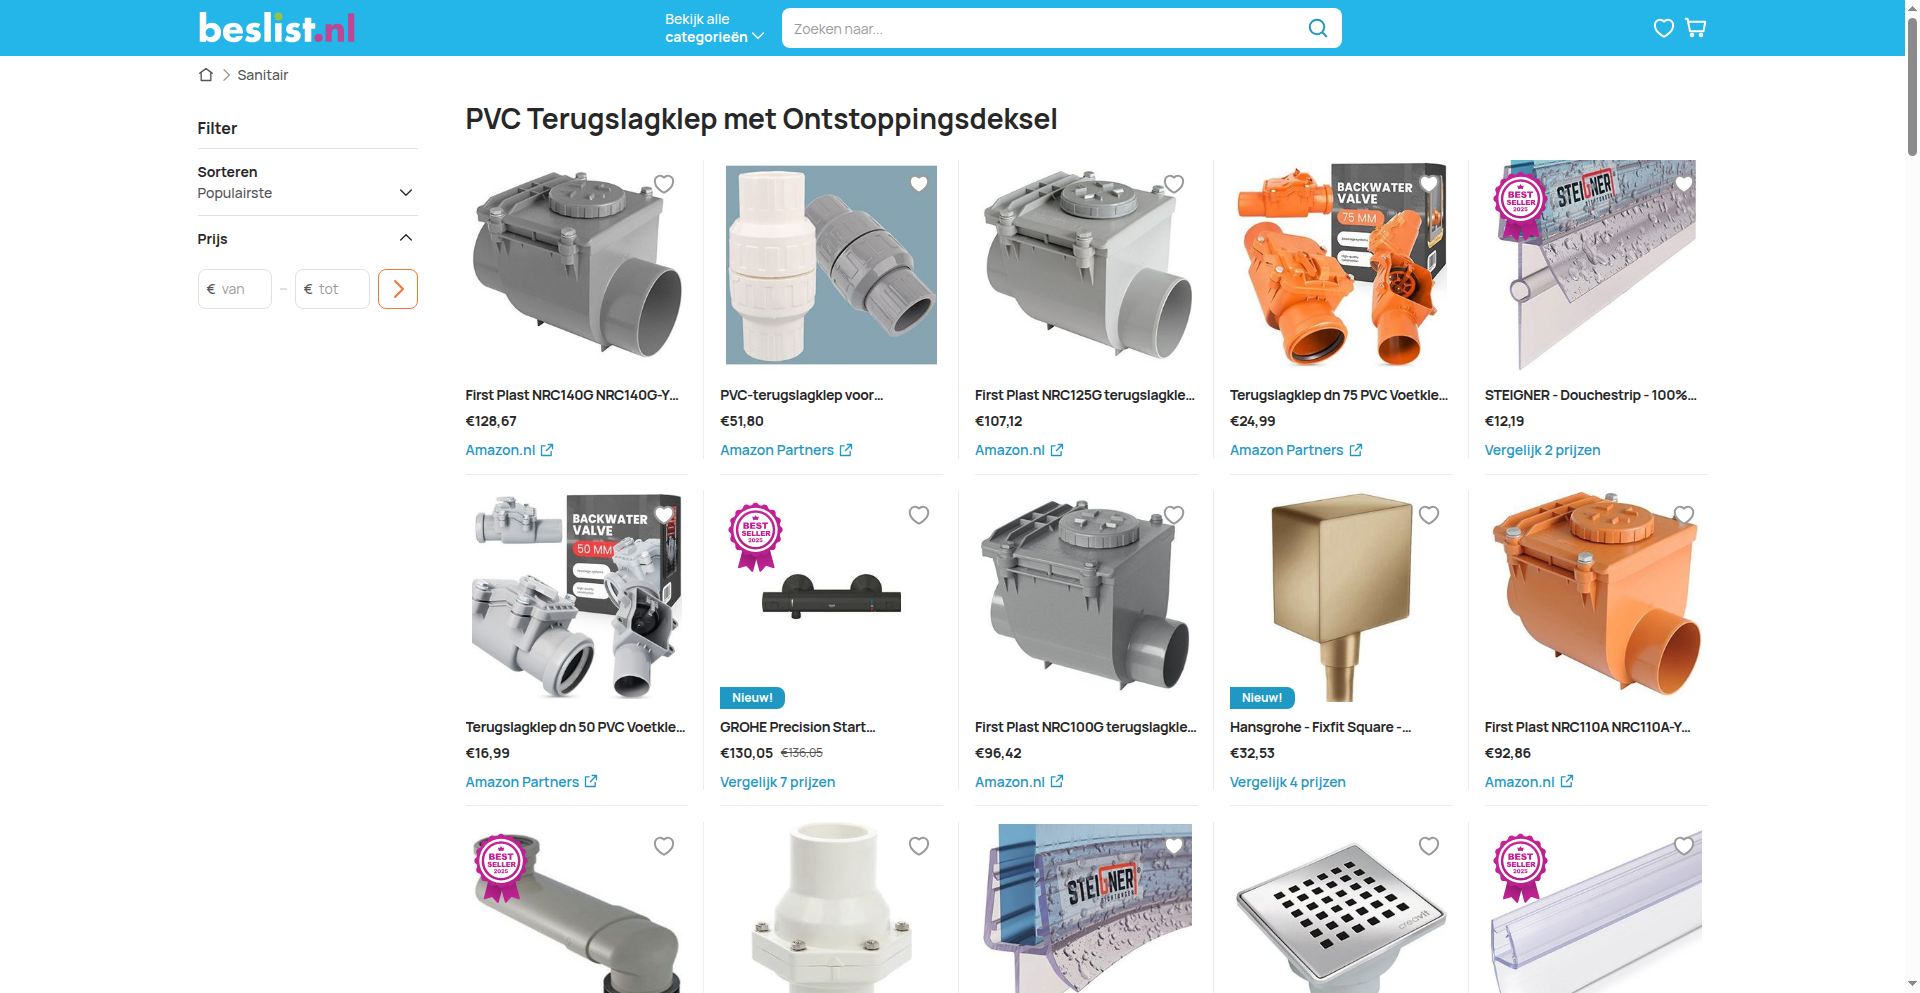 beslist.nl
Bekijk alle
categorieën
Zoeken naar...
Sanitair
Filter
Sorteren
Populairste
Prijs
€ van
–
€ tot
PVC Terugslagklep met Ontstoppingsdeksel
BACKWATER
VALVE
75 MM
BEST
SELLER
2025
STEIGNER
First Plast NRC140G NRC140G-Y...
€128,67
Amazon.nl
PVC-terugslagklep voor...
€51,80
Amazon Partners
First Plast NRC125G terugslagkle...
€107,12
Amazon.nl
Terugslagklep dn 75 PVC Voetkle...
€24,99
Amazon Partners
STEIGNER - Douchestrip - 100%...
€12,19
Vergelijk 2 prijzen
BACKWATER
VALVE
50 MM
BEST
SELLER
2025
Nieuw!
Nieuw!
Terugslagklep dn 50 PVC Voetkle...
€16,99
Amazon Partners
GROHE Precision Start...
€130,05 €136,05
Vergelijk 7 prijzen
First Plast NRC100G terugslagkle...
€96,42
Amazon.nl
Hansgrohe - Fixfit Square -...
€32,53
Vergelijk 4 prijzen
First Plast NRC110A NRC110A-Y...
€92,86
Amazon.nl
BEST
SELLER
2025
STEIGNER
creavit
BEST
SELLER
2025